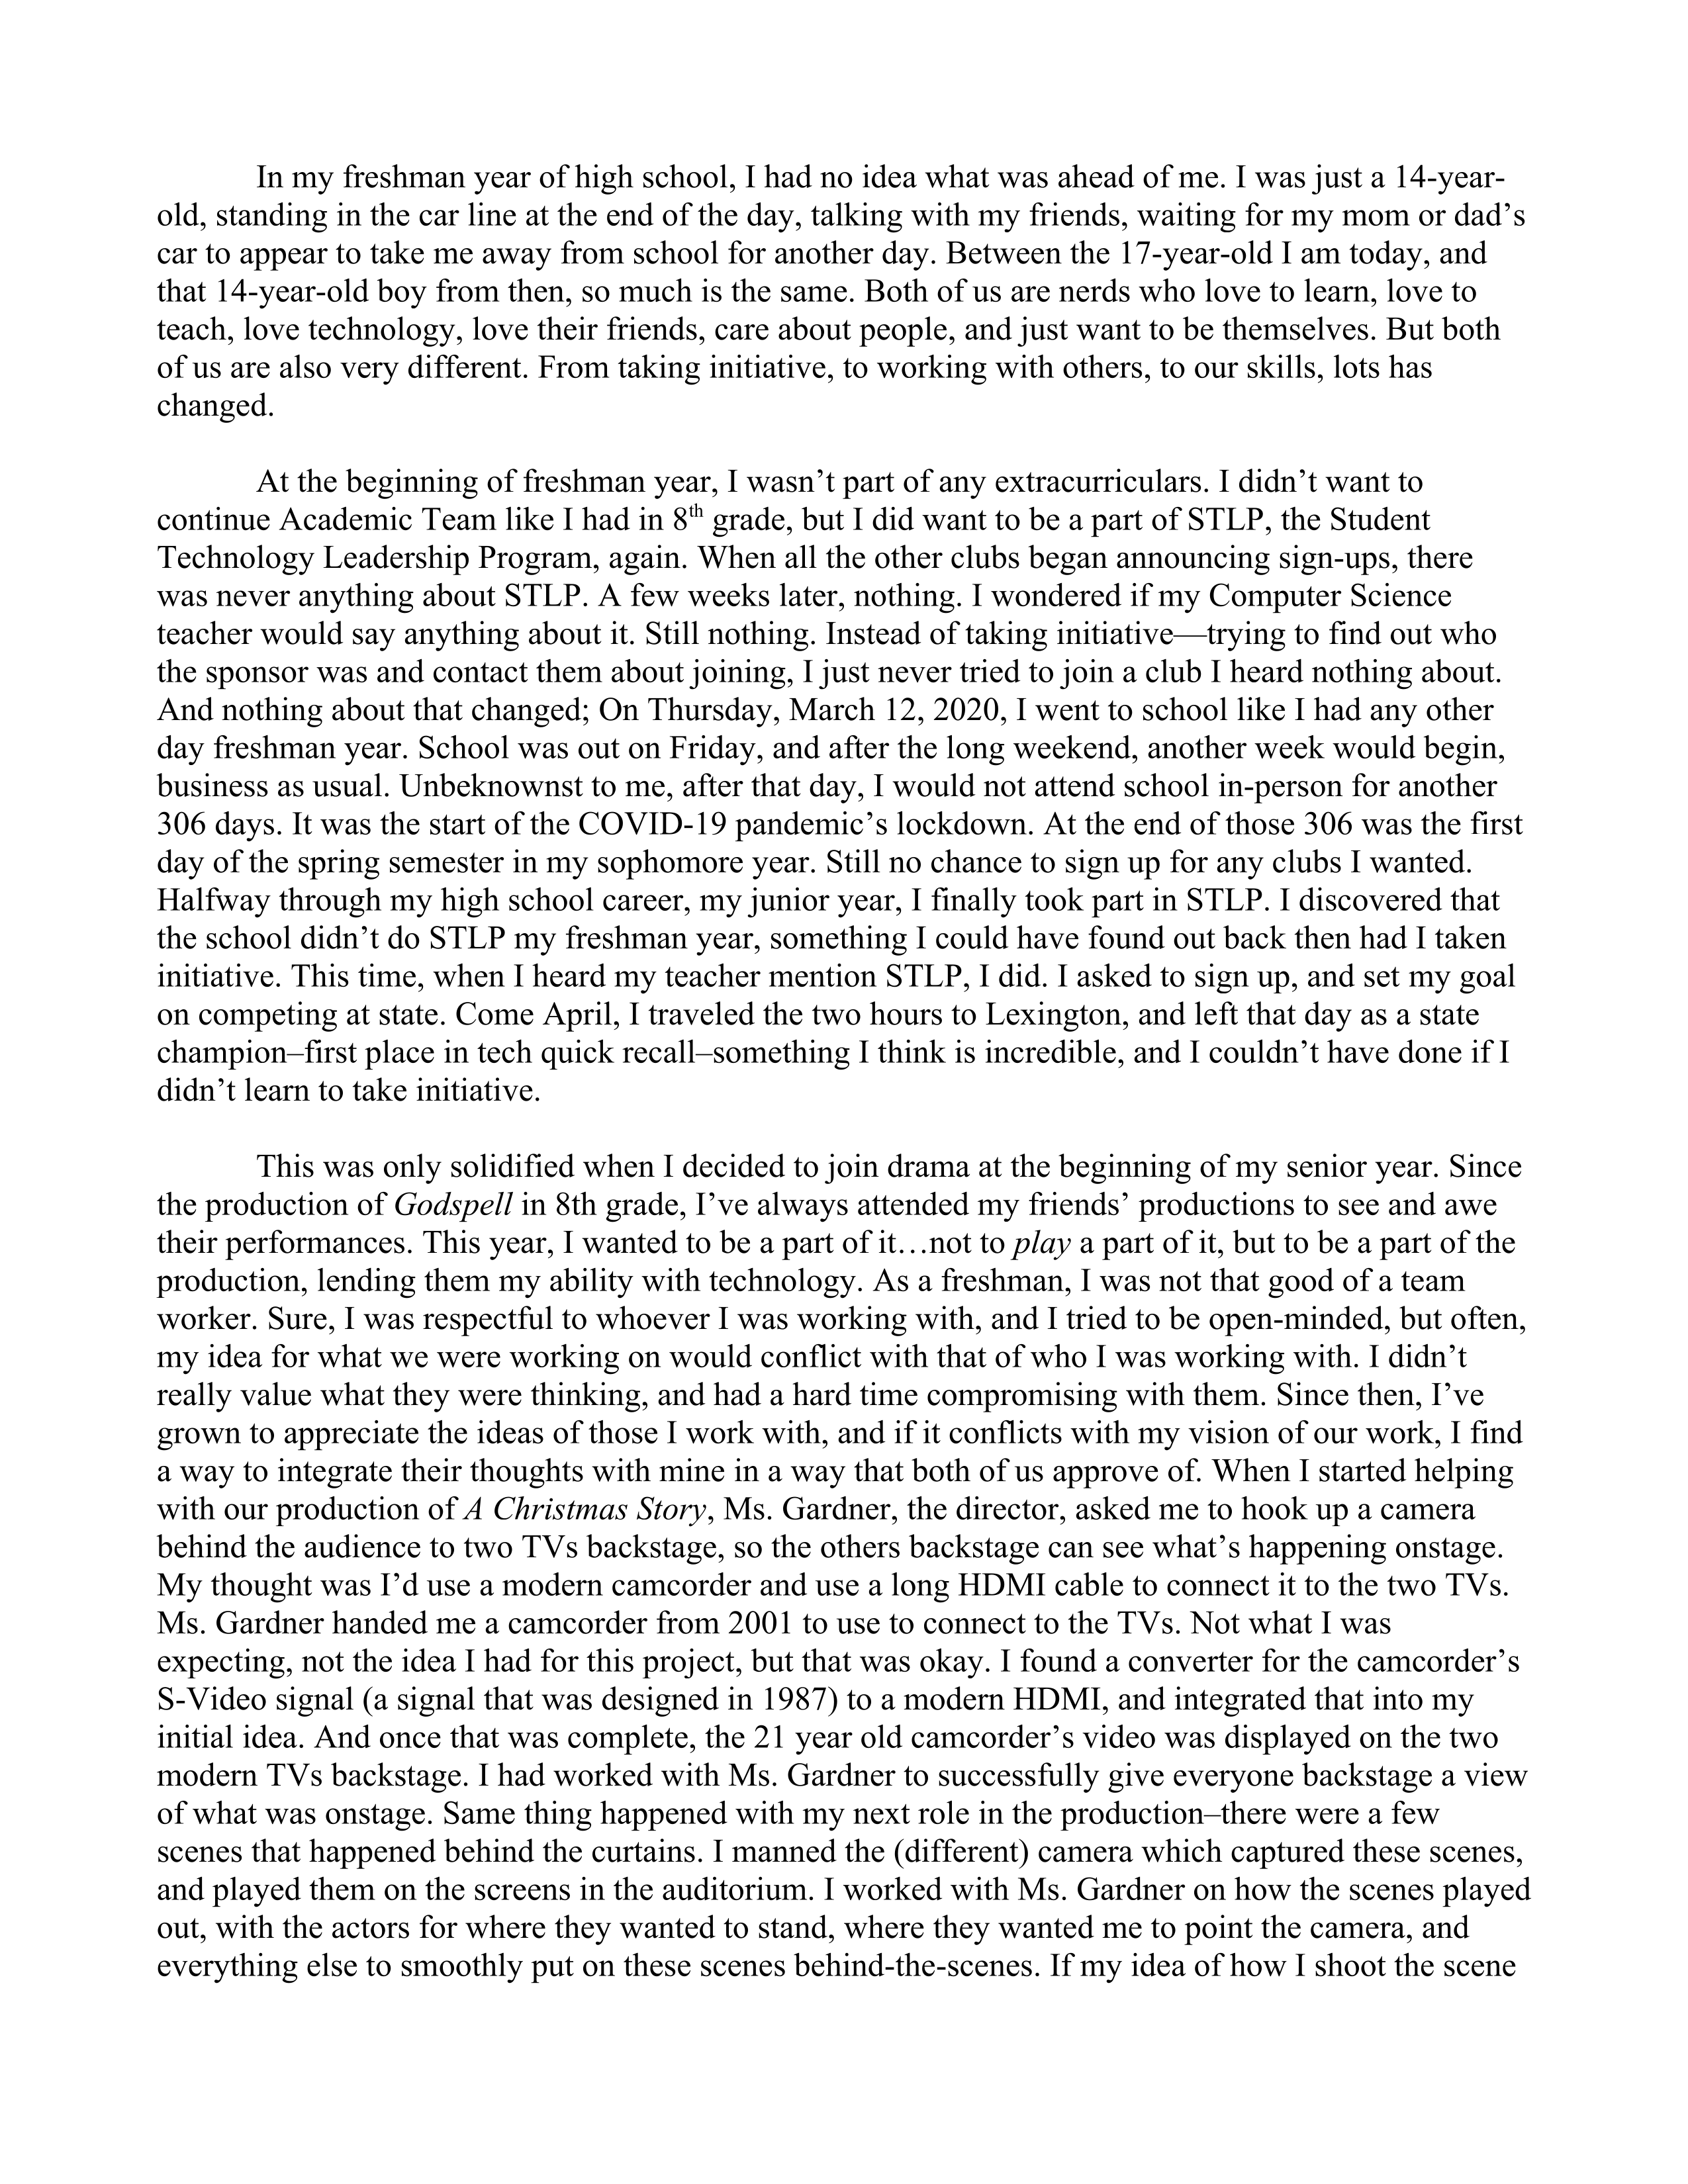 In my freshman year of high school, I had no idea what was ahead of me. I was just a 14-year-
old, standing in the car line at the end of the day, talking with my friends, waiting for my mom or dad’s
car to appear to take me away from school for another day. Between the 17-year-old I am today, and
that 14-year-old boy from then, so much is the same. Both of us are nerds who love to learn, love to
teach, love technology, love their friends, care about people, and just want to be themselves. But both
of us are also very different. From taking initiative, to working with others, to our skills, lots has
changed.
At the beginning of freshman year, I wasn’t part of any extracurriculars. I didn’t want to
continue Academic Team like I had in 8th grade, but I did want to be a part of STLP, the Student
Technology Leadership Program, again. When all the other clubs began announcing sign-ups, there
was never anything about STLP. A few weeks later, nothing. I wondered if my Computer Science
teacher would say anything about it. Still nothing. Instead of taking initiative—trying to find out who
the sponsor was and contact them about joining, I just never tried to join a club I heard nothing about.
And nothing about that changed; On Thursday, March 12, 2020, I went to school like I had any other
day freshman year. School was out on Friday, and after the long weekend, another week would begin,
business as usual. Unbeknownst to me, after that day, I would not attend school in-person for another
306 days. It was the start of the COVID-19 pandemic’s lockdown. At the end of those 306 was the first
day of the spring semester in my sophomore year. Still no chance to sign up for any clubs I wanted.
Halfway through my high school career, my junior year, I finally took part in STLP. I discovered that
the school didn’t do STLP my freshman year, something I could have found out back then had I taken
initiative. This time, when I heard my teacher mention STLP, I did. I asked to sign up, and set my goal
on competing at state. Come April, I traveled the two hours to Lexington, and left that day as a state
champion–first place in tech quick recall–something I think is incredible, and I couldn’t have done if I
didn’t learn to take initiative.
This was only solidified when I decided to join drama at the beginning of my senior year. Since
the production of Godspell in 8th grade, I’ve always attended my friends’ productions to see and awe
their performances. This year, I wanted to be a part of it…not to play a part of it, but to be a part of the
production, lending them my ability with technology. As a freshman, I was not that good of a team
worker. Sure, I was respectful to whoever I was working with, and I tried to be open-minded, but often,
my idea for what we were working on would conflict with that of who I was working with. I didn’t
really value what they were thinking, and had a hard time compromising with them. Since then, I’ve
grown to appreciate the ideas of those I work with, and if it conflicts with my vision of our work, I find
a way to integrate their thoughts with mine in a way that both of us approve of. When I started helping
with our production of A Christmas Story, Ms. Gardner, the director, asked me to hook up a camera
behind the audience to two TVs backstage, so the others backstage can see what’s happening onstage.
My thought was I’d use a modern camcorder and use a long HDMI cable to connect it to the two TVs.
Ms. Gardner handed me a camcorder from 2001 to use to connect to the TVs. Not what I was
expecting, not the idea I had for this project, but that was okay. I found a converter for the camcorder’s
S-Video signal (a signal that was designed in 1987) to a modern HDMI, and integrated that into my
initial idea. And once that was complete, the 21 year old camcorder’s video was displayed on the two
modern TVs backstage. I had worked with Ms. Gardner to successfully give everyone backstage a view
of what was onstage. Same thing happened with my next role in the production–there were a few
scenes that happened behind the curtains. I manned the (different) camera which captured these scenes,
and played them on the screens in the auditorium. I worked with Ms. Gardner on how the scenes played
out, with the actors for where they wanted to stand, where they wanted me to point the camera, and
everything else to smoothly put on these scenes behind-the-scenes. If my idea of how I shoot the scene